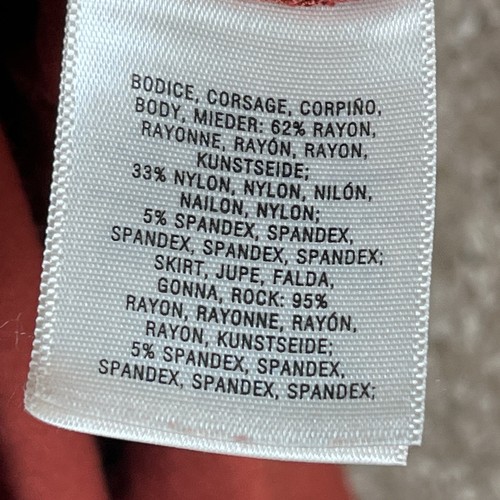 BODICE, CORSAGE, CORPIÑO,
BODY, MIEDER: 62% RAYON,
RAYONNE, RAYÓN, RAYON,
KUNSTSEIDE;
33% NYLON, NYLON, NILÓN,
NAILON, NYLON;
5% SPANDEX, SPANDEX,
SPANDEX, SPANDEX, SPANDEX;
SKIRT, JUPE, FALDA,
GONNA, ROCK: 95%
RAYON, RAYONNE, RAYÓN,
RAYON, KUNSTSEIDE;
5% SPANDEX, SPANDEX,
SPANDEX, SPANDEX, SPANDEX;